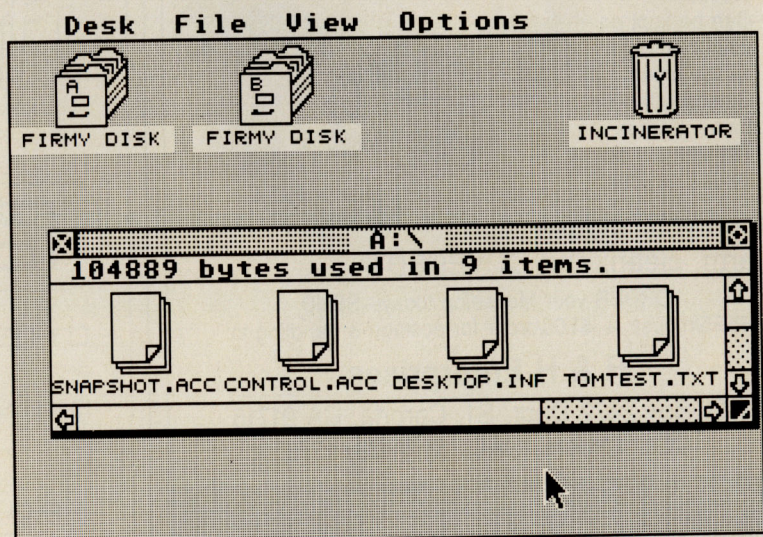 Desk File View Options
A
B
FIRMY DISK FIRMY DISK INCINERATOR
A:\
104889 bytes used in 9 items.
SNAPSHOT.ACC CONTROL.ACC DESKTOP.INF TOMTEST.TXT